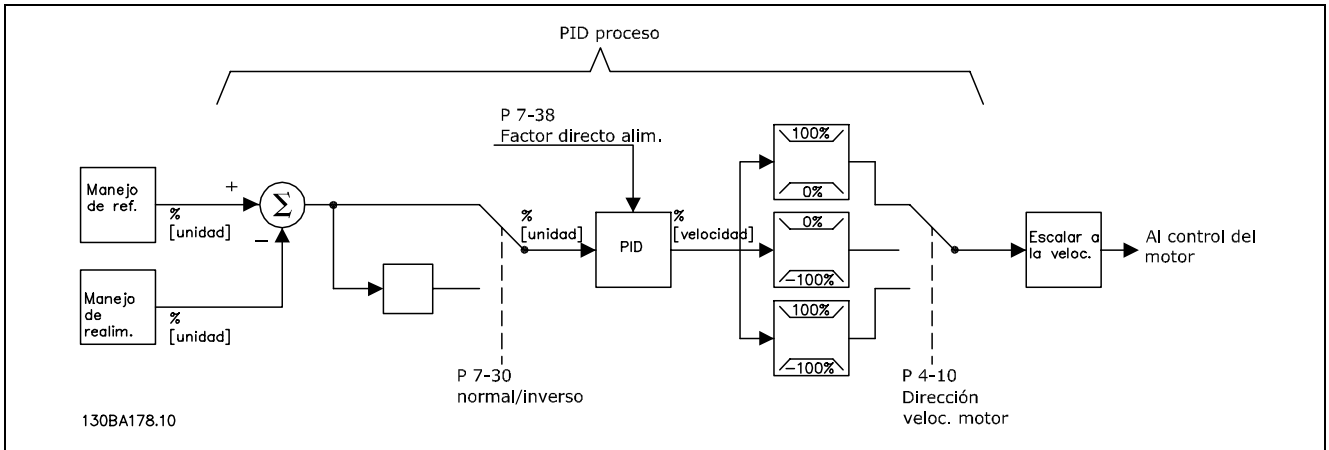 PID proceso
P 7-38
Factor directo alim.
Manejo
de ref.
%
[unidad]
+
Σ
−
Manejo
de
realim.
%
[unidad]
%
[unidad]
PID
%
[velocidad]
100%
0%
0%
−100%
100%
−100%
Escalar a
la veloc.
Al control del
motor
P 7-30
normal/inverso
P 4-10
Dirección
veloc. motor
130BA178.10